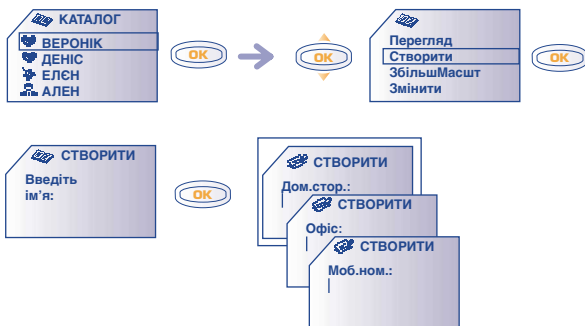 КАТАЛОГ
ВЕРОНІК
ДЕНІС
ЕЛЄН
АЛЕН
OK
OK
Перегляд
Створити
ЗбільшМасшт
Змінити
OK
СТВОРИТИ
Введіть
ім’я:
OK
СТВОРИТИ
Дом.стор.:
СТВОРИТИ
Офіс:
СТВОРИТИ
Моб.ном.: